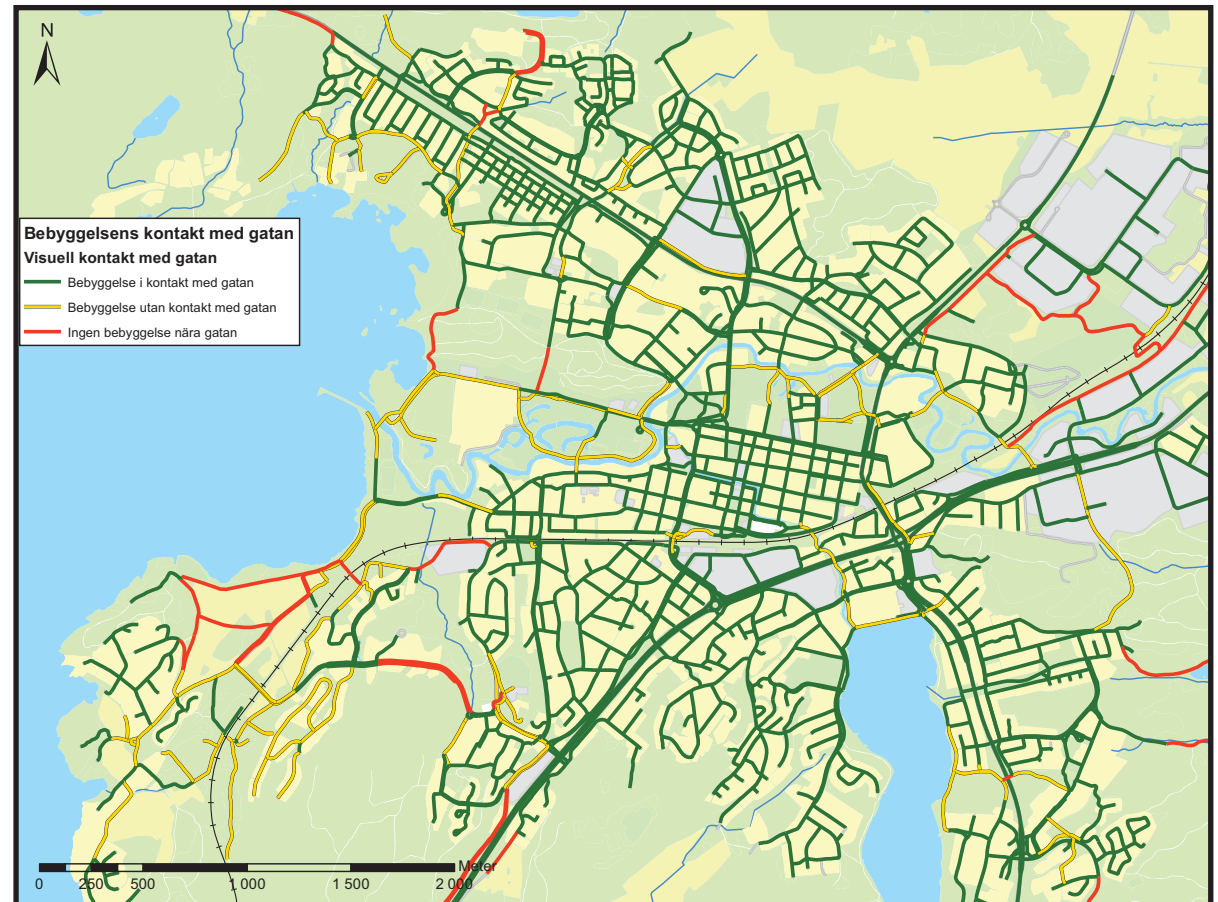 N
Bebyggelsens kontakt med gatan
Visuell kontakt med gatan
Bebyggelse i kontakt med gatan
Bebyggelse utan kontakt med gatan
Ingen bebyggelse nära gatan
Meter
0 250 500 1 000 1 500 2 000